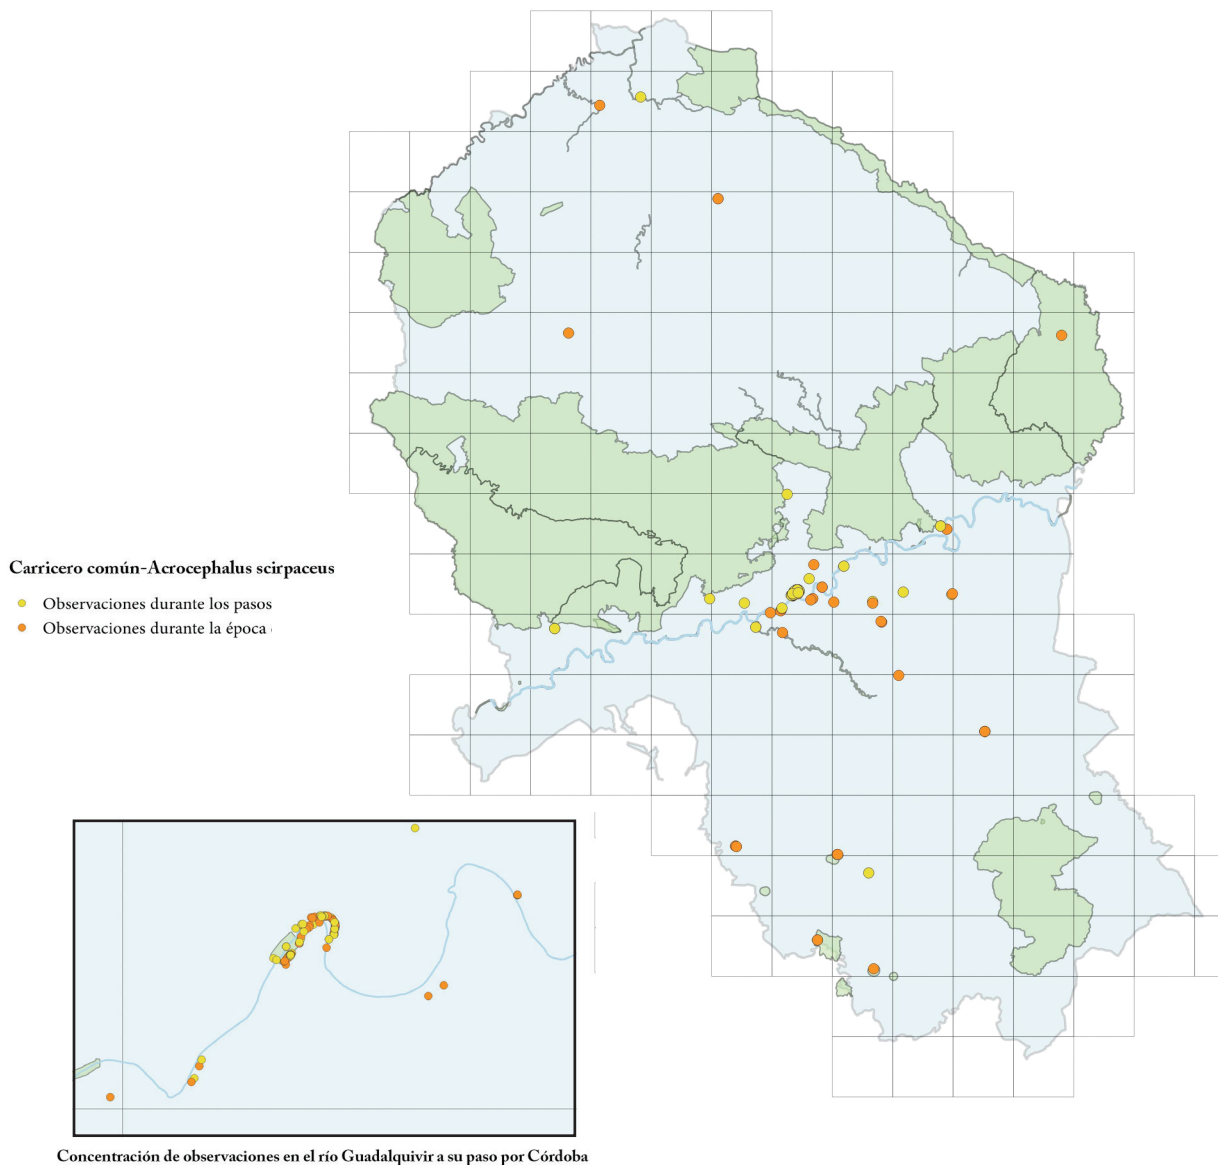 Carricero común-Acrocephalus scirpaceus
Observaciones durante los pasos
Observaciones durante la época
Concentración de observaciones en el río Guadalquivir a su paso por Córdoba